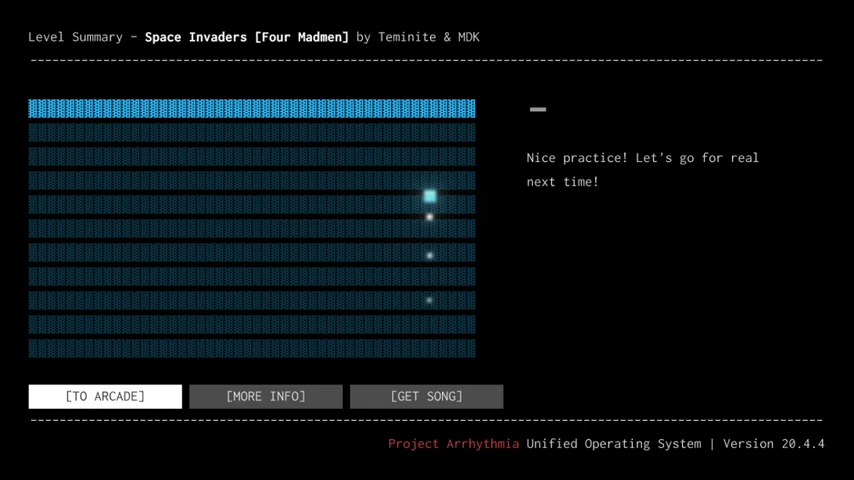 Level Summary - Space Invaders [Four Madmen] by Teminite & MDK
Nice practice! Let's go for real
next time!
[TO ARCADE] [MORE INFO] [GET SONG]
Project Arrhythmia Unified Operating System | Version 20.4.4